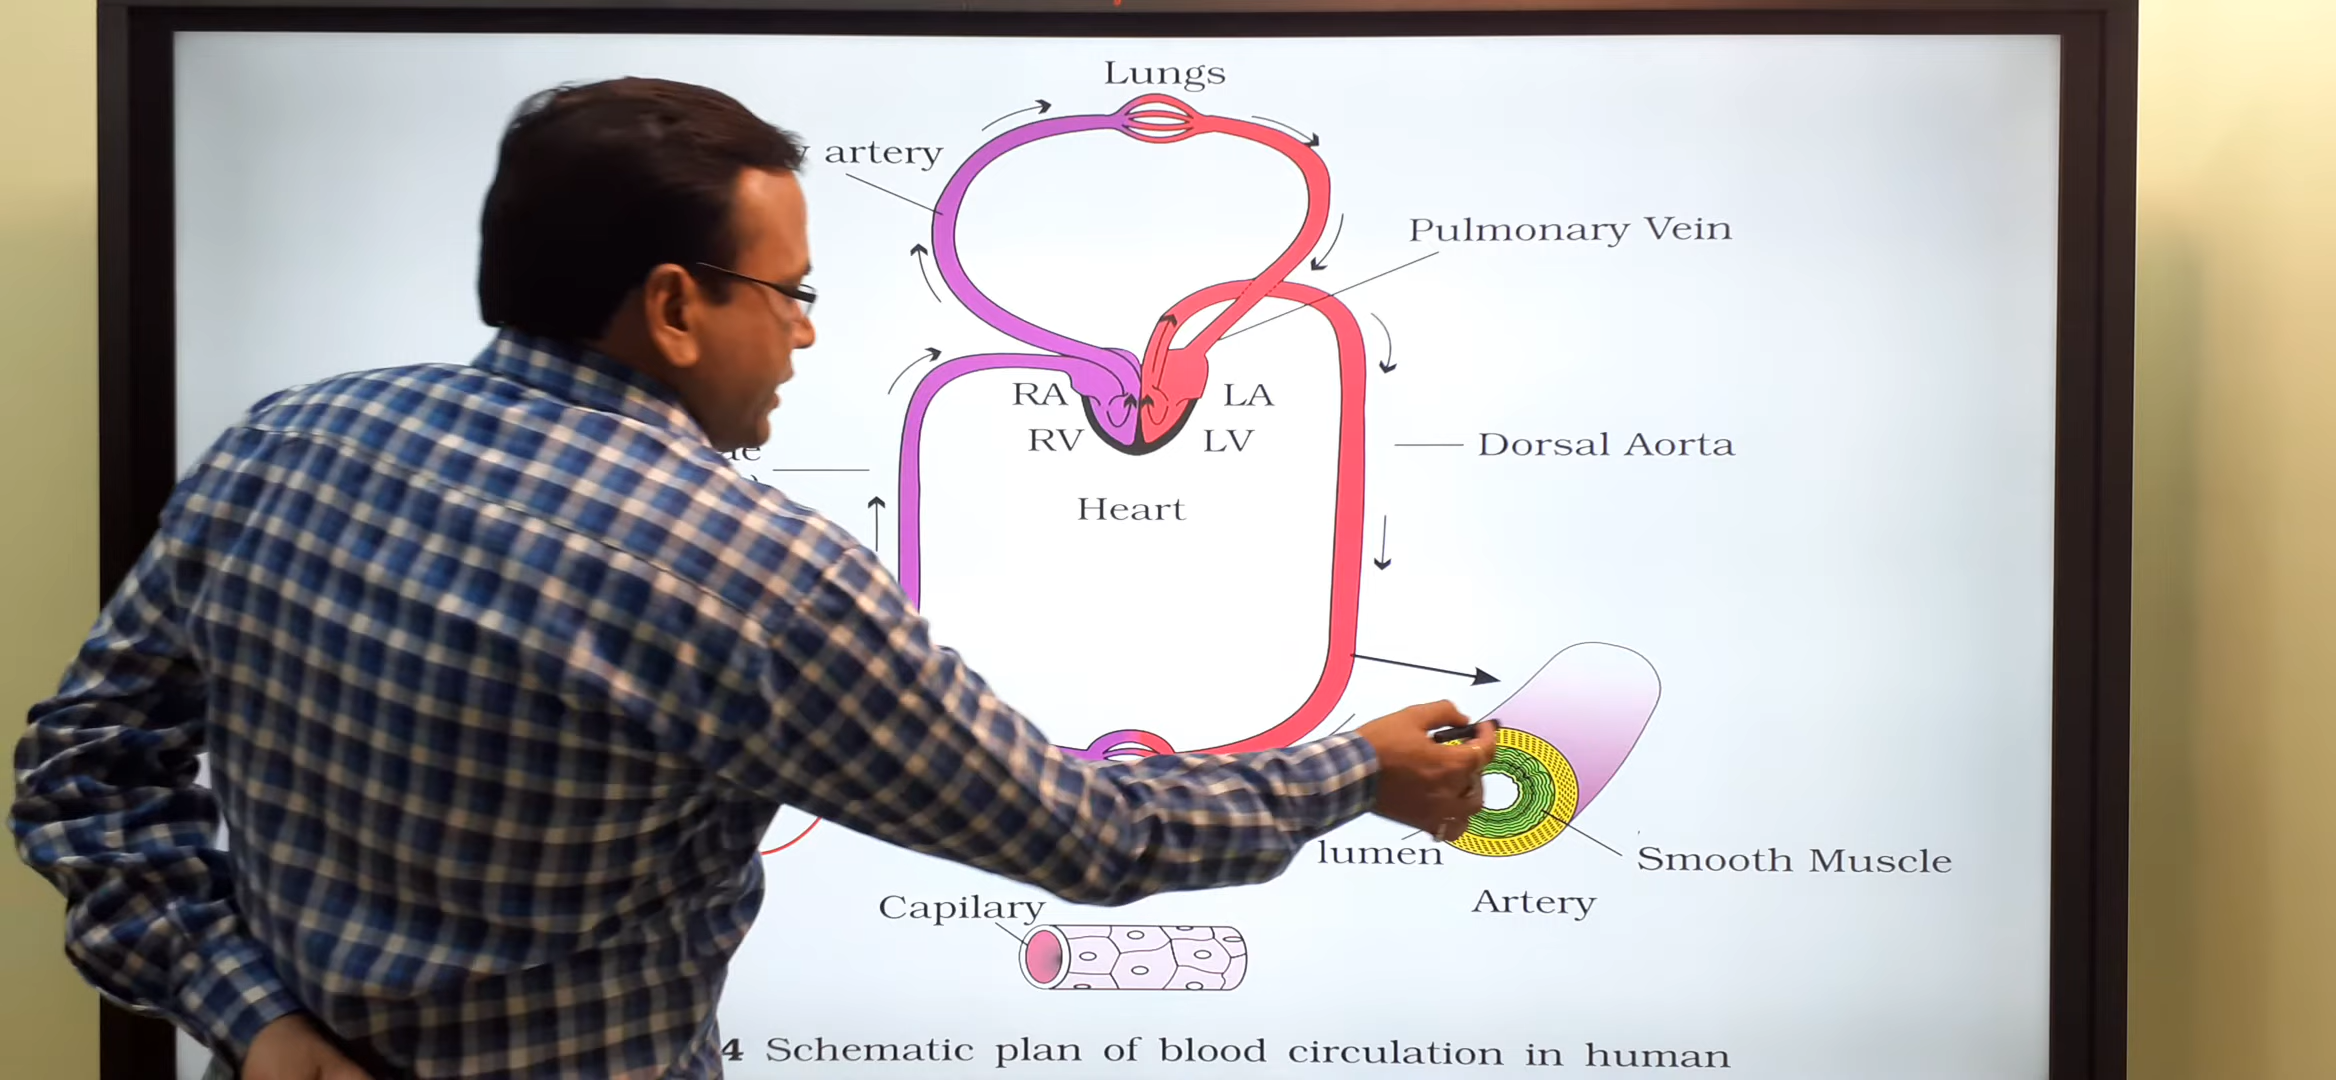 Lungs
artery
Pulmonary Vein
RA
LA
RV
LV
Dorsal Aorta
Heart
lumen
Smooth Muscle
Artery
Capilary
4 Schematic plan of blood circulation in human